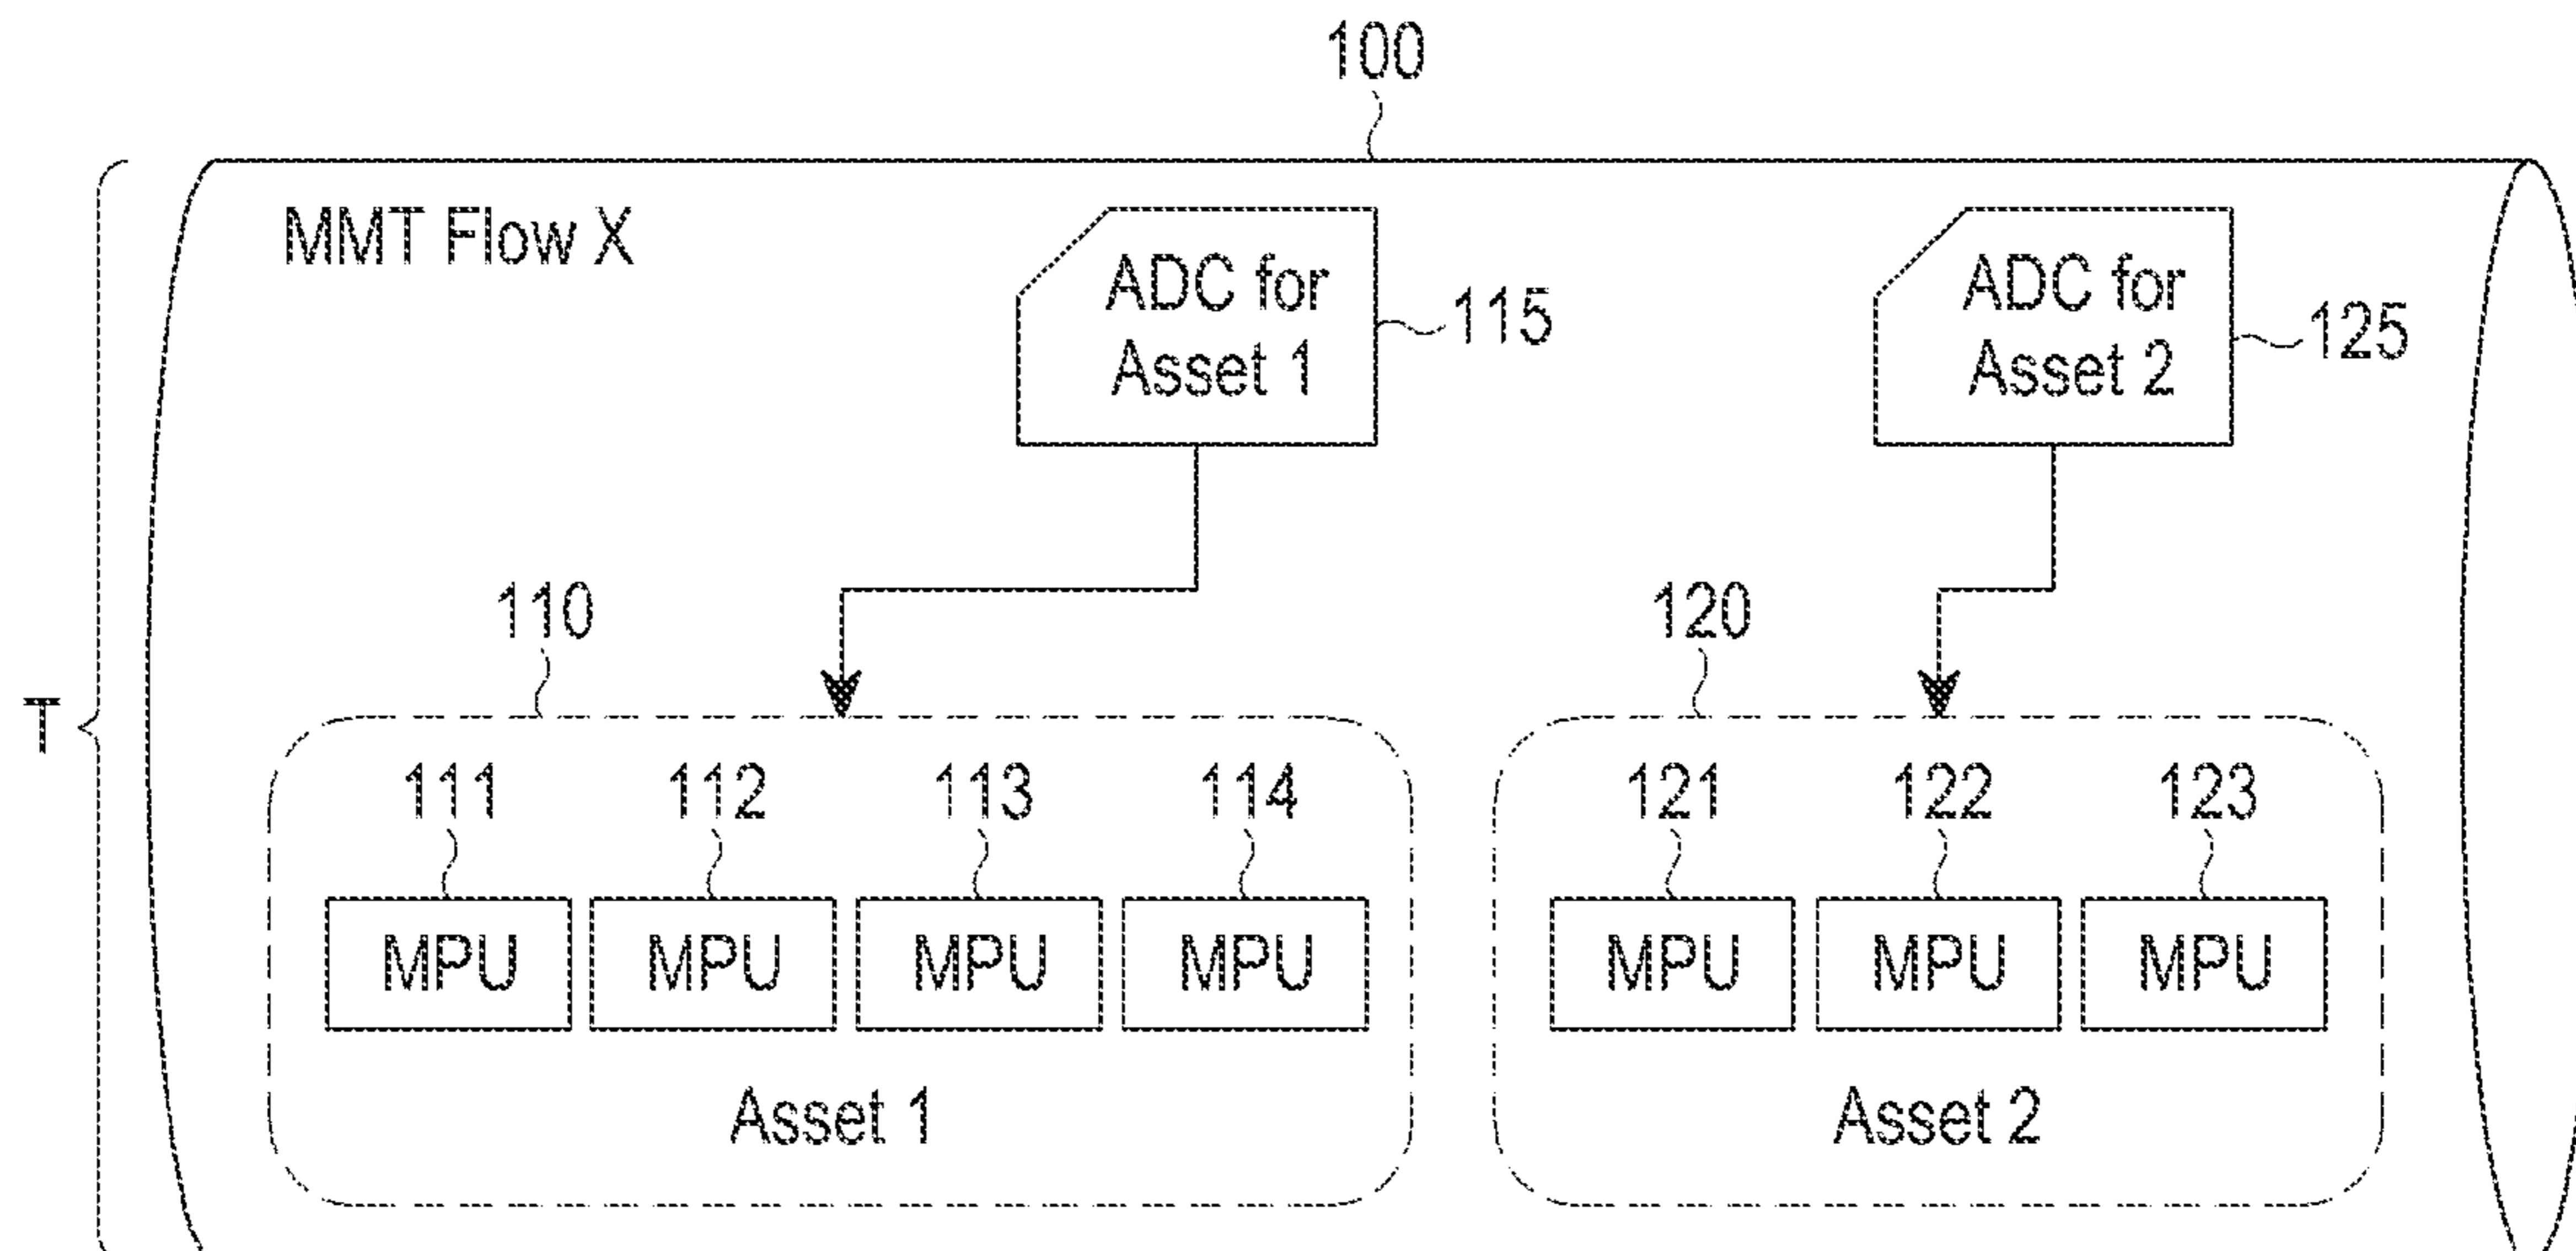 100
MMT Flow X
ADC for
Asset 1
115
ADC for
Asset 2
125
T
110
120
111 112 113 114
121 122 123
MPU MPU MPU MPU
MPU MPU MPU
Asset 1
Asset 2